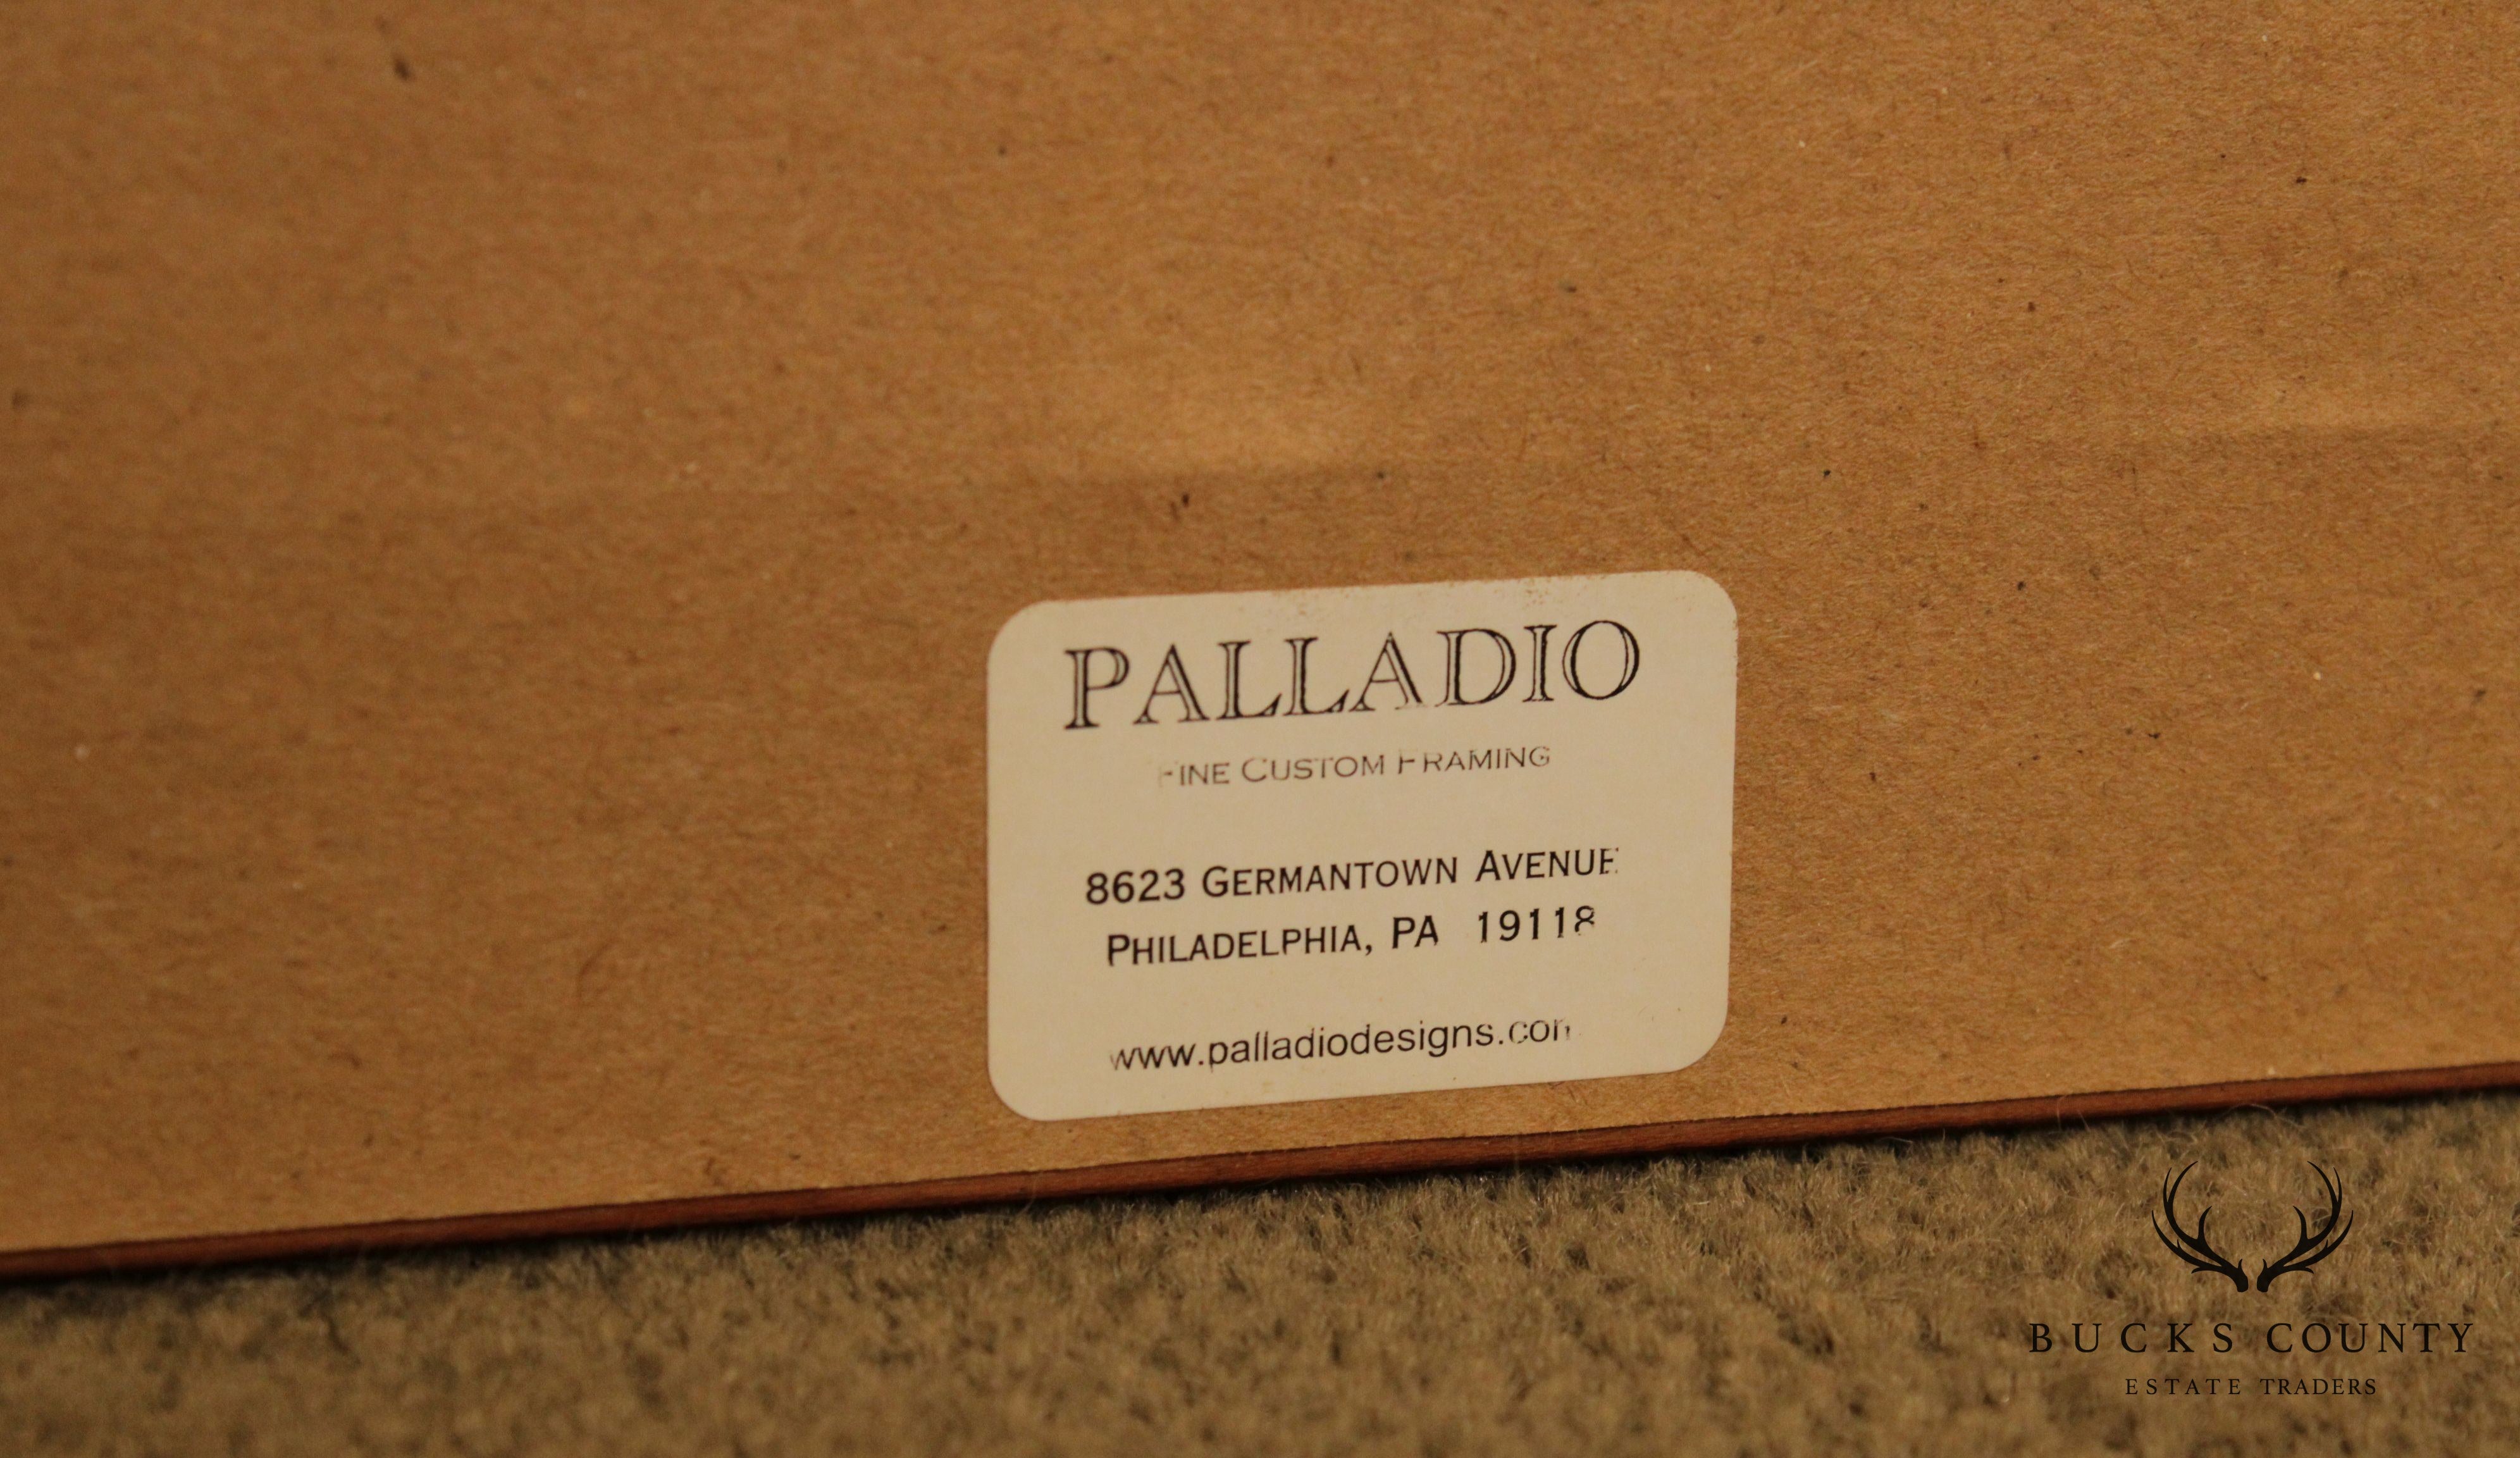 PALLADIO
FINE CUSTOM FRAMING
8623 GERMANTOWN AVENUE
PHILADELPHIA, PA 19118
www.palladiodesigns.com
BUCKS COUNTY
ESTATE TRADERS